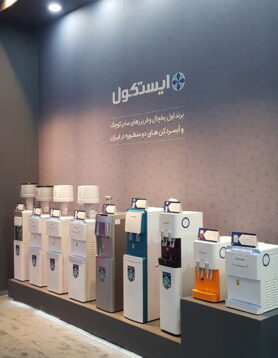 ایستکول
برند اول یخچال و فریزرهای سایز کوچک
و آبسردکن های دو منظوره در ایران